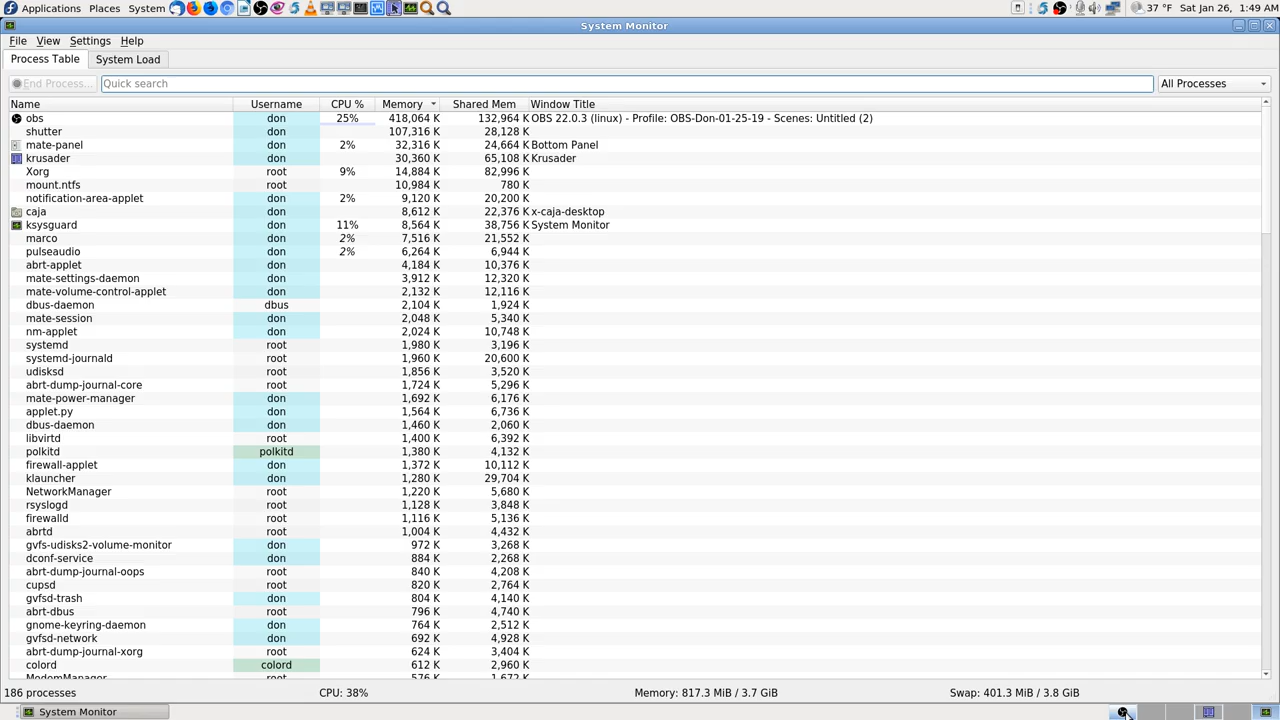 Applications Places System 37 °F Sat Jan 26, 1:49 AM
System Monitor
File View Settings Help
Process Table System Load
End Process... Quick search All Processes
Name Username CPU % Memory Shared Mem Window Title
obs don 25% 418,064 K 132,964 K OBS 22.0.3 (linux) - Profile: OBS-Don-01-25-19 - Scenes: Untitled (2)
shutter don 107,316 K 28,128 K
mate-panel don 2% 32,316 K 24,664 K Bottom Panel
krusader don 30,360 K 65,108 K Krusader
Xorg root 9% 14,884 K 82,996 K
mount.ntfs root 10,984 K 780 K
notification-area-applet don 2% 9,120 K 20,200 K
caja don 8,612 K 22,376 K x-caja-desktop
ksysguard don 11% 8,564 K 38,756 K System Monitor
marco don 2% 7,516 K 21,552 K
pulseaudio don 2% 6,264 K 6,944 K
abrt-applet don 4,184 K 10,376 K
mate-settings-daemon don 3,912 K 12,320 K
mate-volume-control-applet don 2,132 K 12,116 K
dbus-daemon dbus 2,104 K 1,924 K
mate-session don 2,048 K 5,340 K
nm-applet don 2,024 K 10,748 K
systemd root 1,980 K 3,196 K
systemd-journald root 1,960 K 20,600 K
udisksd root 1,856 K 3,520 K
abrt-dump-journal-core root 1,724 K 5,296 K
mate-power-manager don 1,692 K 6,176 K
applet.py don 1,564 K 6,736 K
dbus-daemon don 1,460 K 2,060 K
libvirtd root 1,400 K 6,392 K
polkitd polkitd 1,380 K 4,132 K
firewall-applet don 1,372 K 10,112 K
klauncher don 1,280 K 29,704 K
NetworkManager root 1,220 K 5,680 K
rsyslogd root 1,128 K 3,848 K
firewalld root 1,116 K 5,136 K
abrtd root 1,004 K 4,432 K
gvfs-udisks2-volume-monitor don 972 K 3,268 K
dconf-service don 884 K 2,268 K
abrt-dump-journal-oops root 840 K 4,208 K
cupsd root 820 K 2,764 K
gvfsd-trash don 804 K 4,140 K
abrt-dbus root 796 K 4,740 K
gnome-keyring-daemon don 764 K 2,512 K
gvfsd-network don 692 K 4,928 K
abrt-dump-journal-xorg root 624 K 3,404 K
colord colord 612 K 2,960 K
ModemManager root 576 K 1,672 K
186 processes CPU: 38% Memory: 817.3 MiB / 3.7 GiB Swap: 401.3 MiB / 3.8 GiB
System Monitor